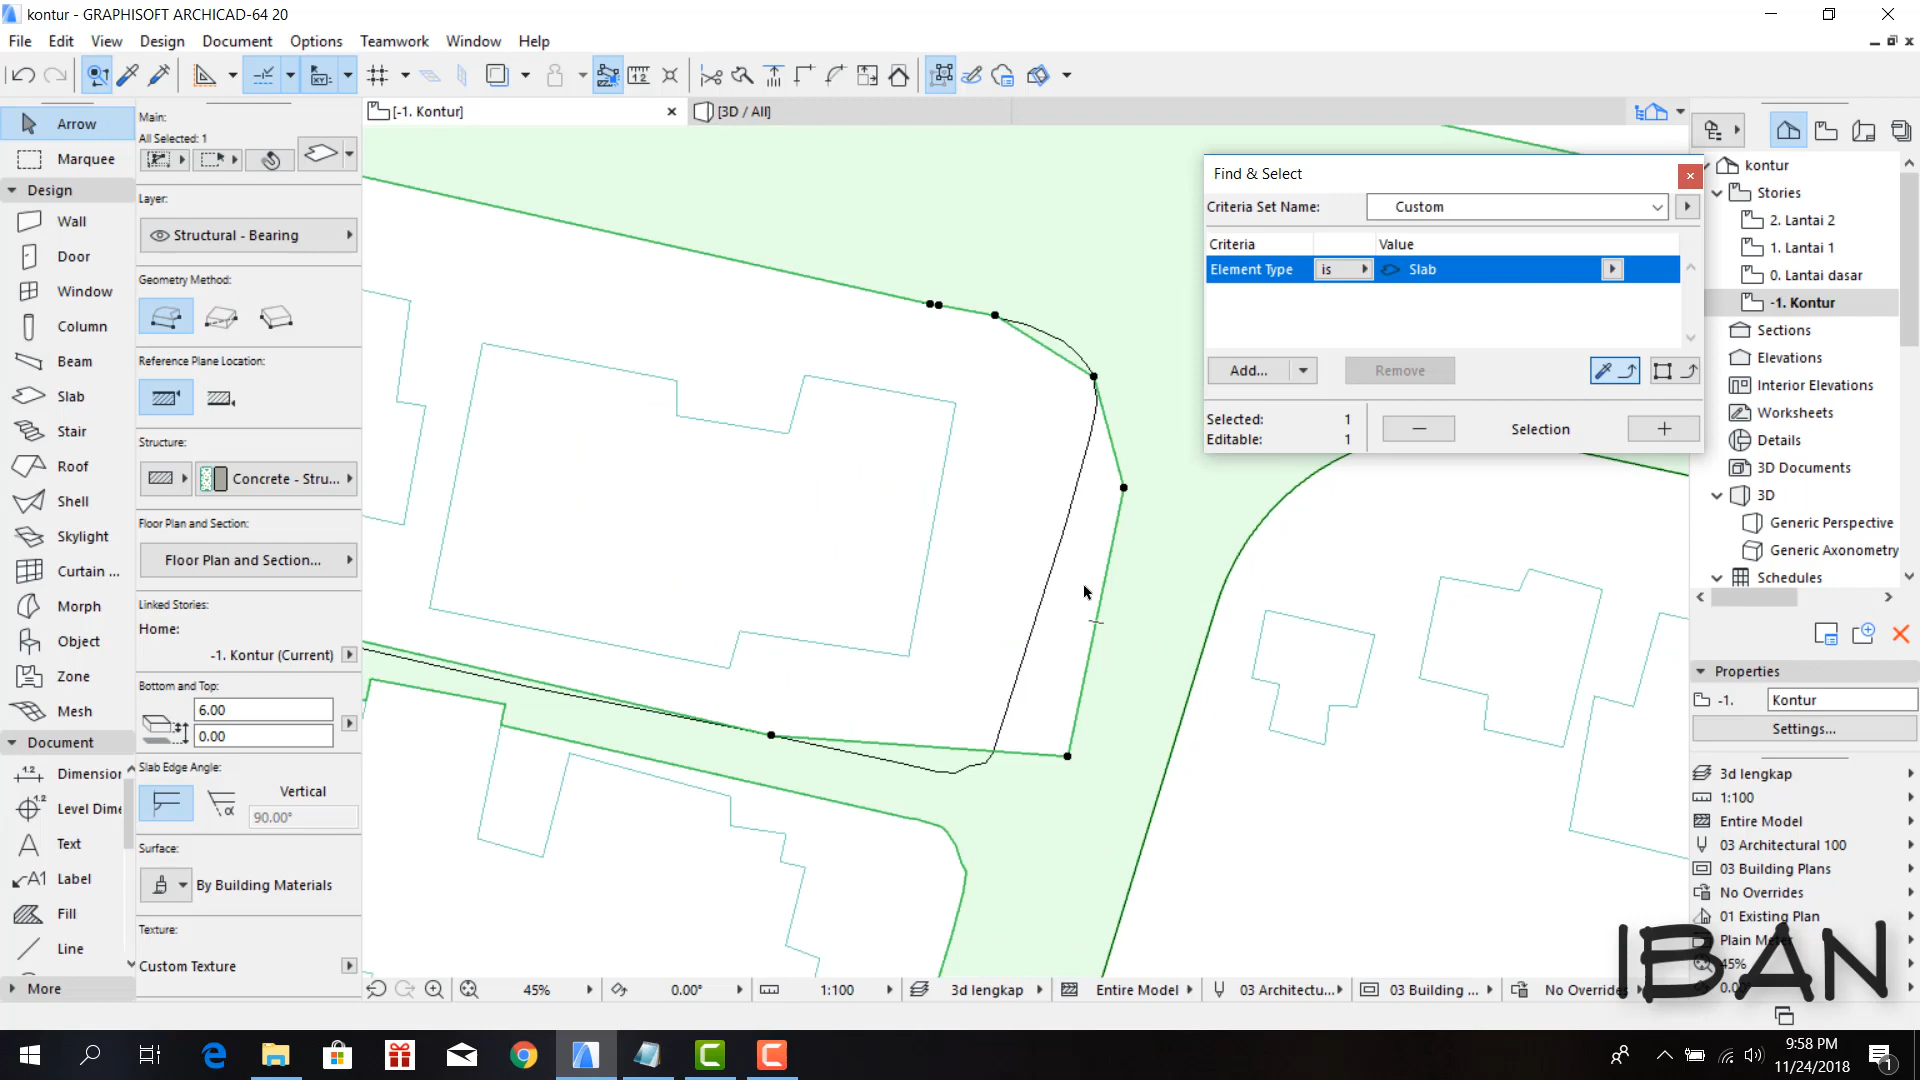 kontur - GRAPHISOFT ARCHICAD-64 20
File Edit View Design Document Options Teamwork Window Help
[-1. Kontur]
[3D / All]
Arrow
Marquee
Design
Wall
Door
Window
Column
Beam
Slab
Stair
Roof
Shell
Skylight
Curtain ...
Morph
Object
Zone
Mesh
Document
Dimension
Level Dime
Text
Label
Fill
Line
More
Main:
All Selected: 1
Layer:
Structural - Bearing
Geometry Method:
Reference Plane Location:
Structure:
Concrete - Stru...
Floor Plan and Section:
Floor Plan and Section...
Linked Stories:
Home:
-1. Kontur (Current)
Bottom and Top:
6.00
0.00
Slab Edge Angle:
Vertical
90.00°
Surface:
By Building Materials
Texture:
Custom Texture
Find & Select
Criteria Set Name:
Custom
Criteria
Value
Element Type
is
Slab
Add...
Remove
Selected: 1
Editable: 1
Selection
kontur
Stories
2. Lantai 2
1. Lantai 1
0. Lantai dasar
-1. Kontur
Sections
Elevations
Interior Elevations
Worksheets
Details
3D Documents
3D
Generic Perspective
Generic Axonometry
Schedules
Properties
-1. Kontur
Settings...
3d lengkap
1:100
Entire Model
03 Architectural 100
03 Building Plans
No Overrides
01 Existing Plan
Plain Mete
45%
IBAN
45% 0.00° 1:100 3d lengkap Entire Model 03 Architectu... 03 Building ... No Overrides
9:58 PM
11/24/2018
1